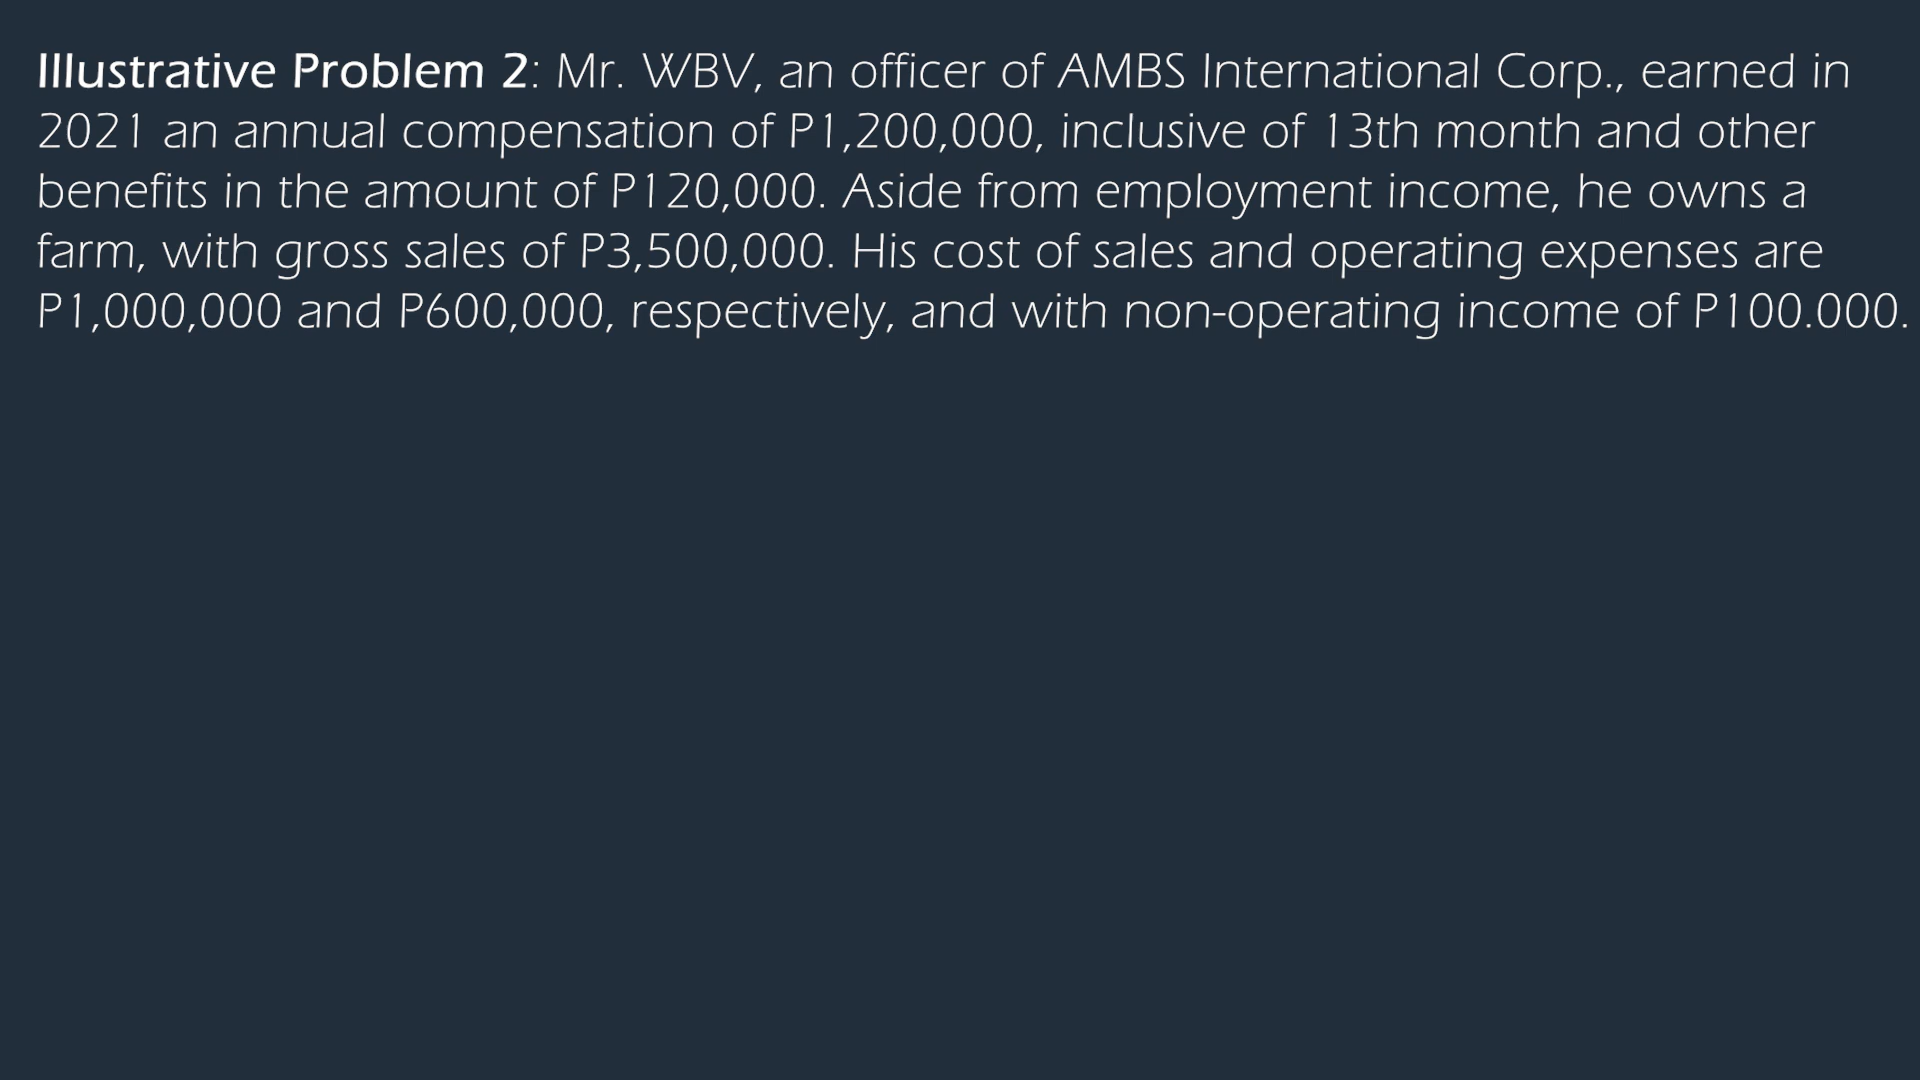 Illustrative Problem 2: Mr. WBV, an officer of AMBS International Corp., earned in
2021 an annual compensation of P1,200,000, inclusive of 13th month and other
benefits in the amount of P120,000. Aside from employment income, he owns a
farm, with gross sales of P3,500,000. His cost of sales and operating expenses are
P1,000,000 and P600,000, respectively, and with non-operating income of P100.000.